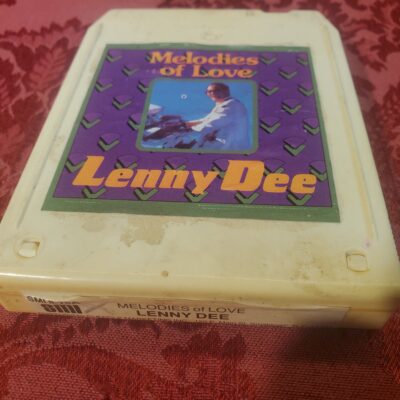 Melodies
of Love
Lenny Dee
MELODIES of LOVE
LENNY DEE